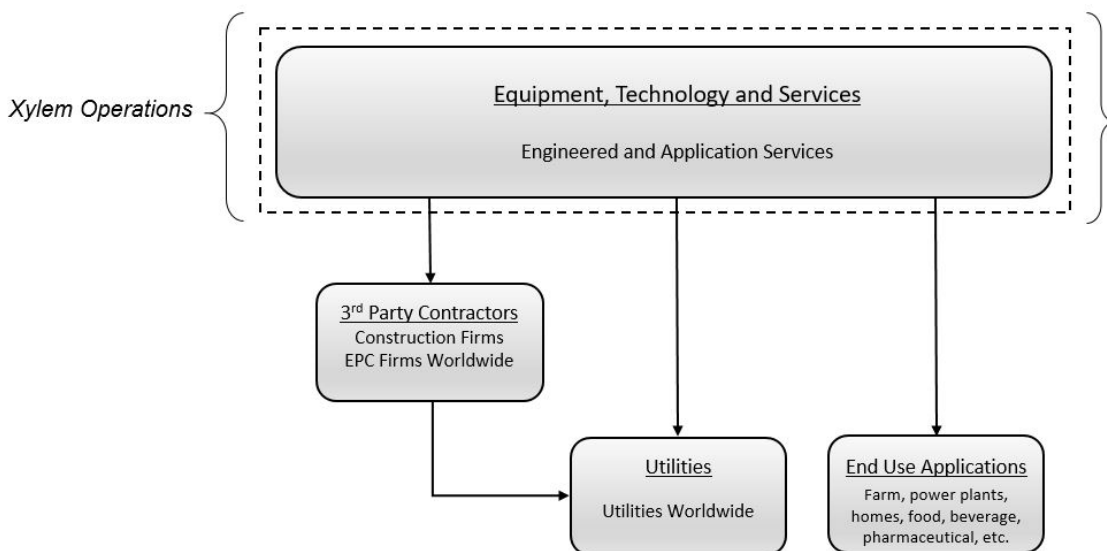 Xylem Operations
Equipment, Technology and Services
Engineered and Application Services
3rd Party Contractors
Construction Firms
EPC Firms Worldwide
Utilities
Utilities Worldwide
End Use Applications
Farm, power plants,
homes, food, beverage,
pharmaceutical, etc.